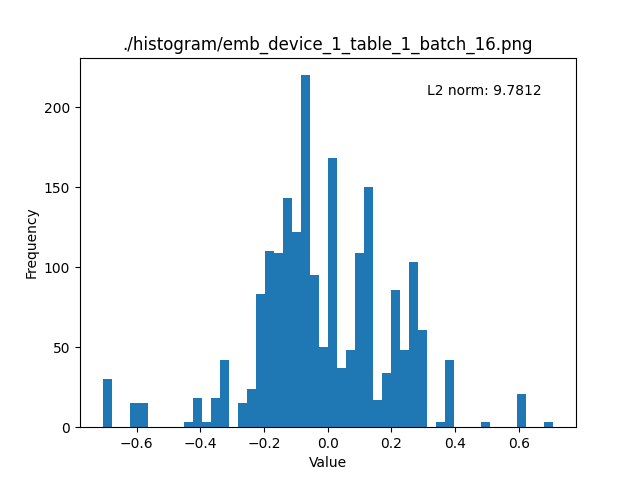 ./histogram/emb_device_1_table_1_batch_16.png
L2 norm: 9.7812
Frequency
200
150
100
50
0
−0.6 −0.4 −0.2 0.0 0.2 0.4 0.6
Value